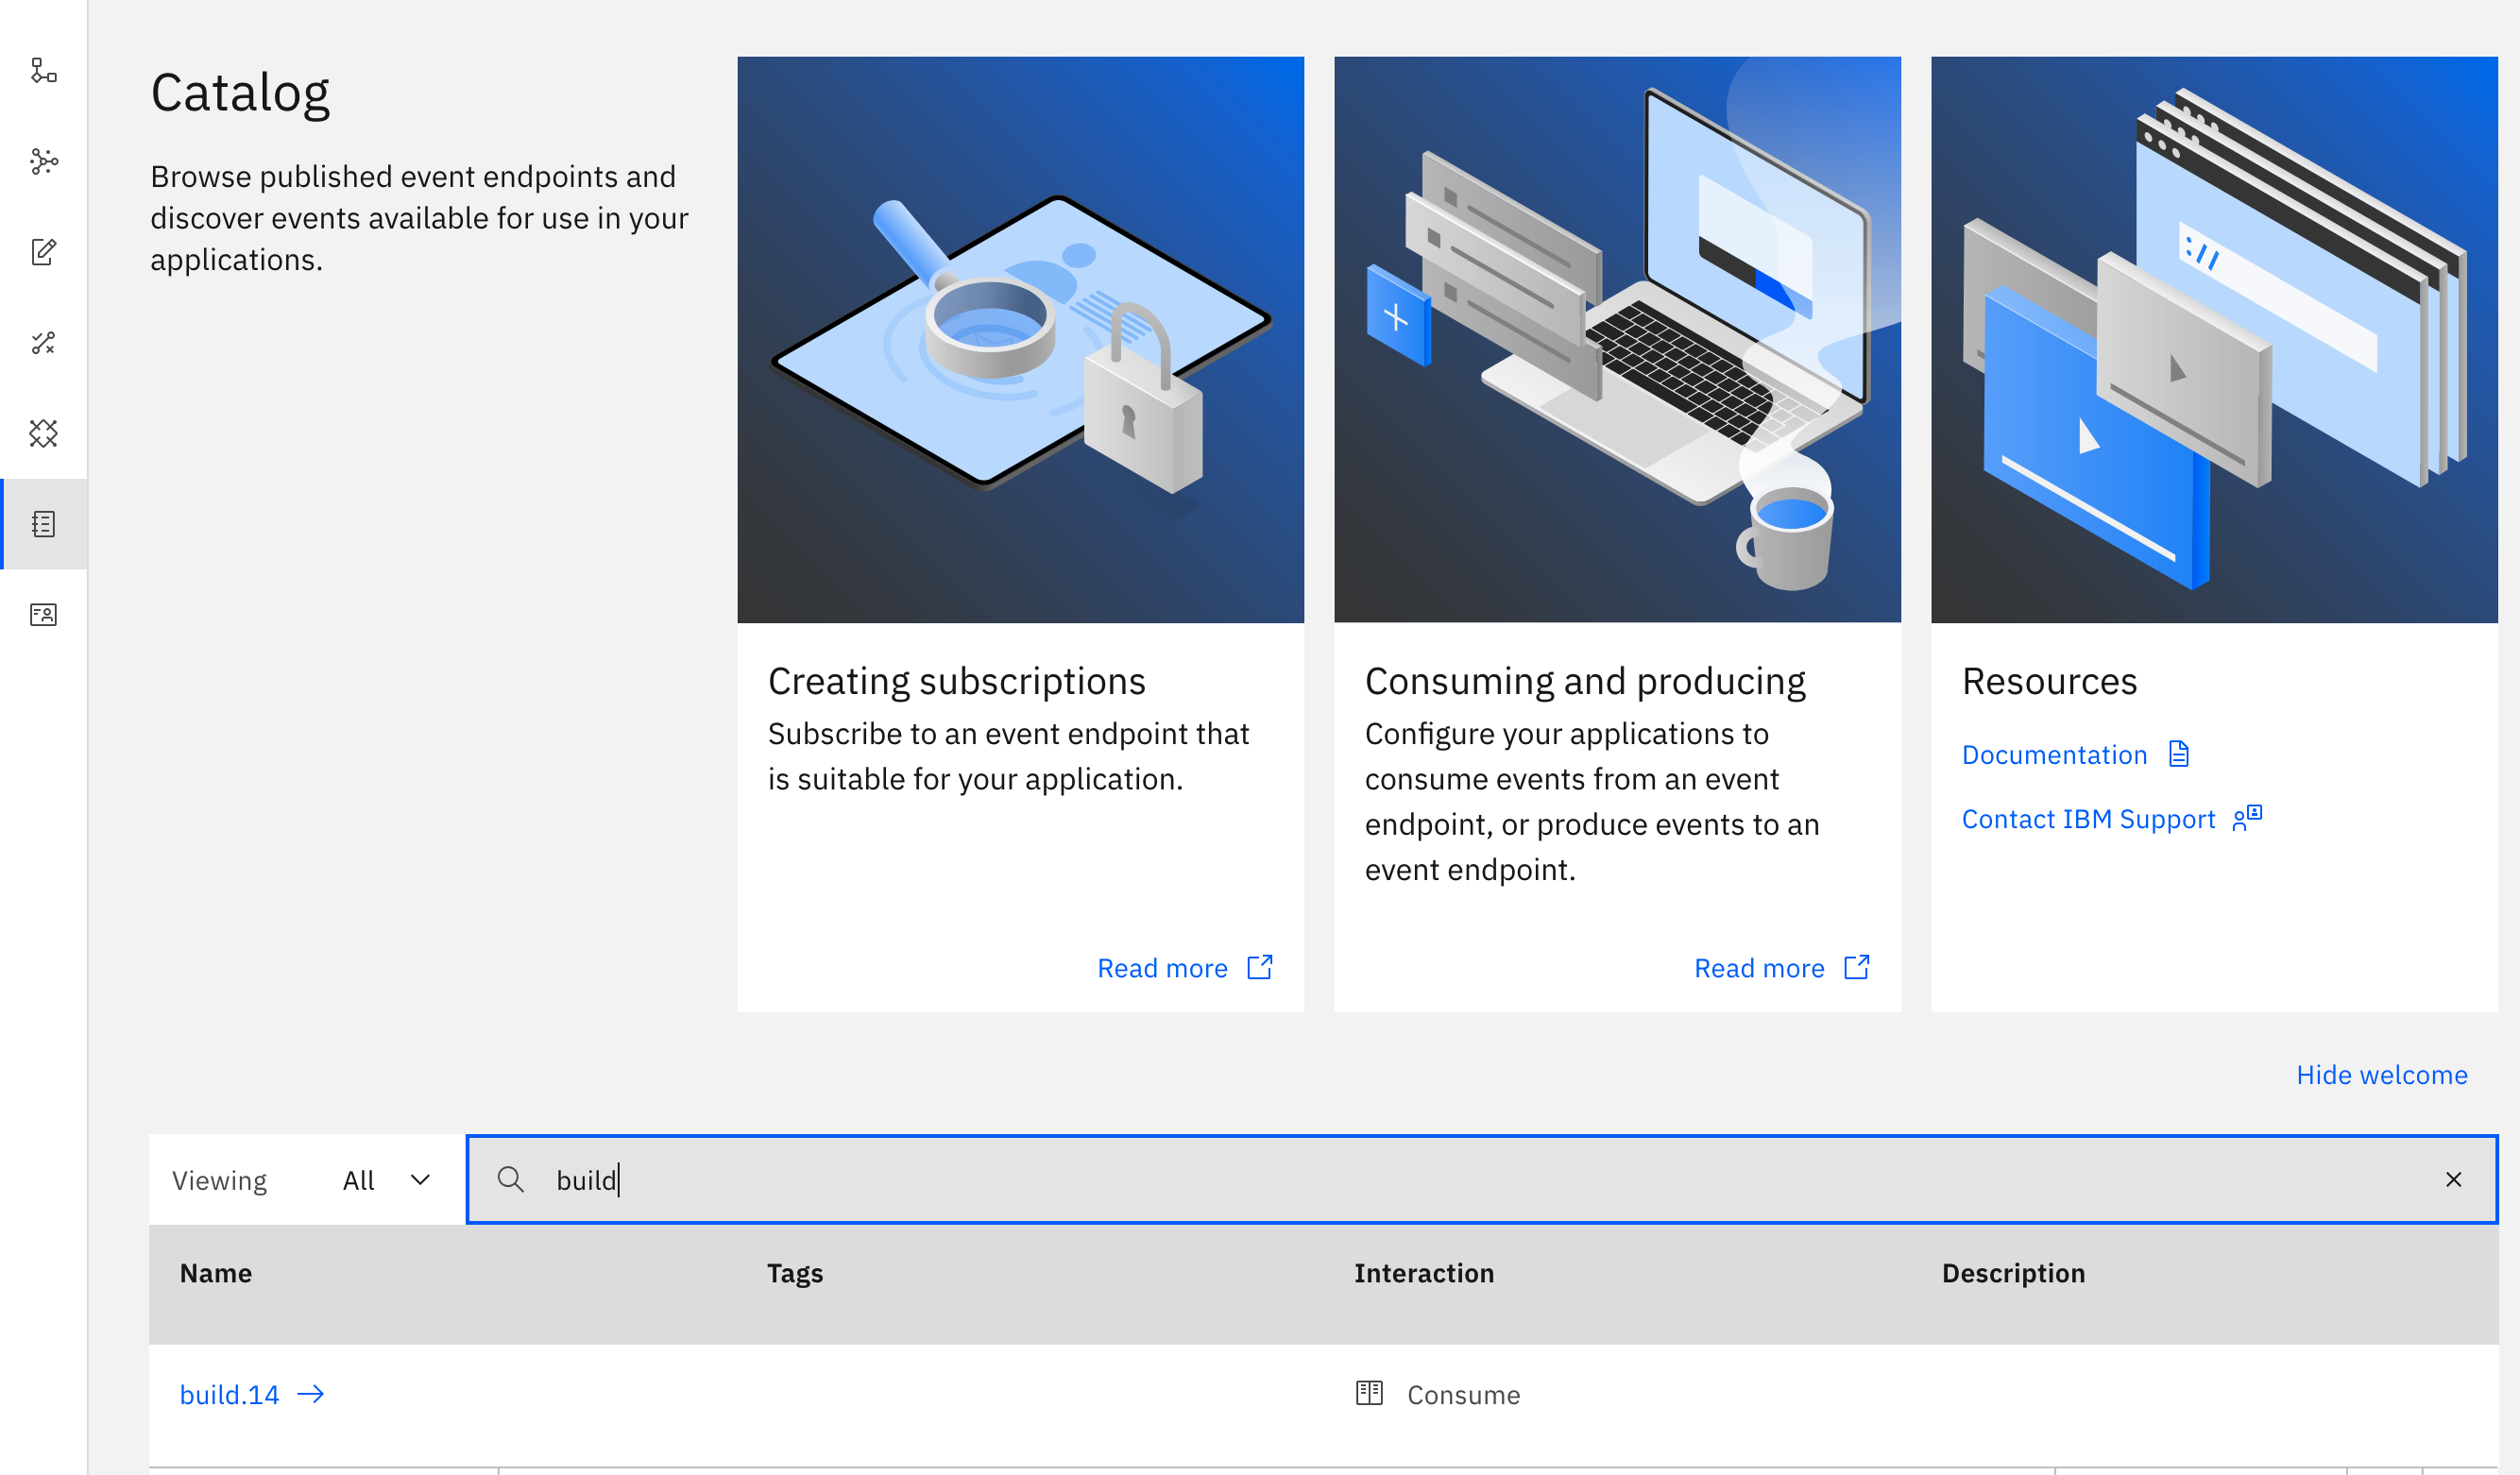 Catalog
Browse published event endpoints and
discover events available for use in your
applications.
://
Creating subscriptions
Subscribe to an event endpoint that
is suitable for your application.
Read more
Consuming and producing
Configure your applications to
consume events from an event
endpoint, or produce events to an
event endpoint.
Read more
Resources
Documentation
Contact IBM Support
Hide welcome
Viewing All build
Name Tags Interaction Description
build.14 Consume